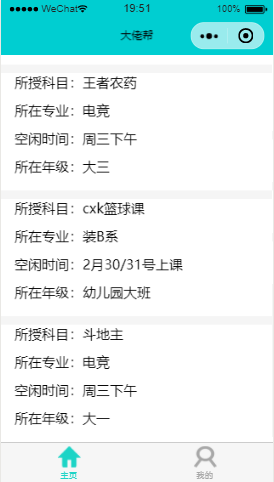 WeChat
19:51
100%
大佬帮
所授科目：王者农药
所在专业：电竞
空闲时间：周三下午
所在年级：大三
所授科目：cxk篮球课
所在专业：装B系
空闲时间：2月30/31号上课
所在年级：幼儿园大班
所授科目：斗地主
所在专业：电竞
空闲时间：周三下午
所在年级：大一
主页
我的